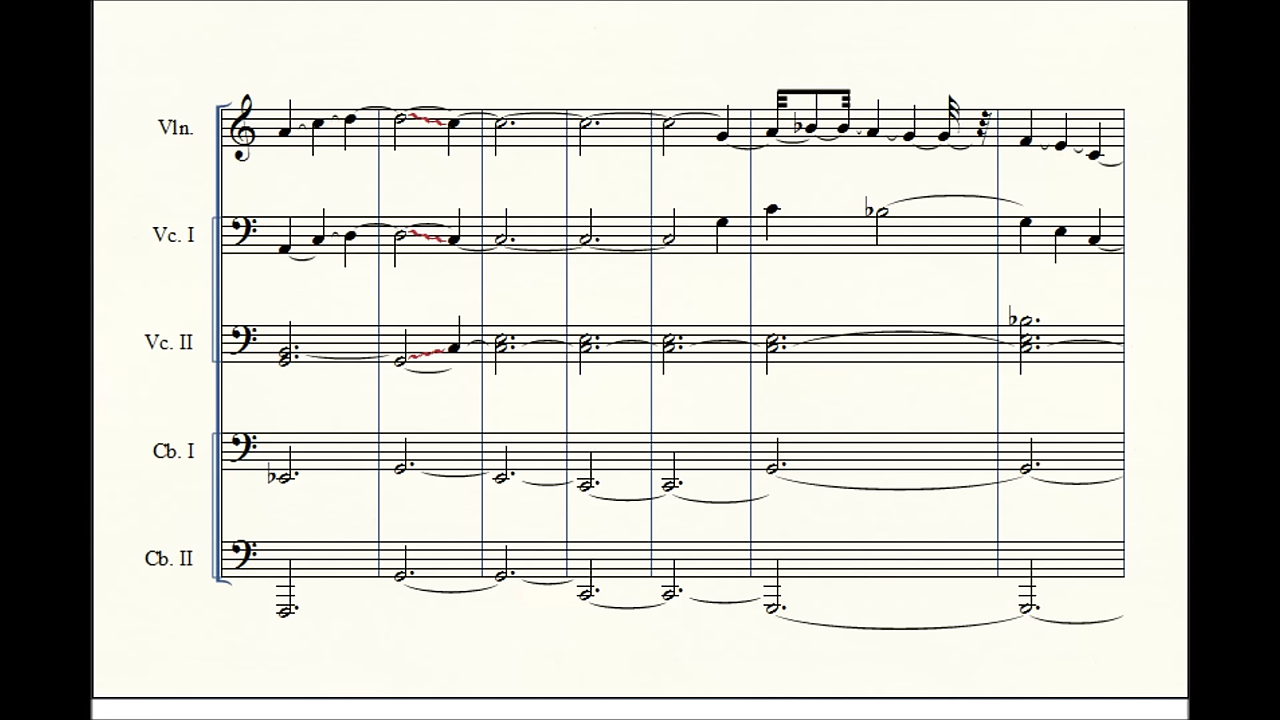 Vln.
Vc. I
Vc. II
Cb. I
Cb. II